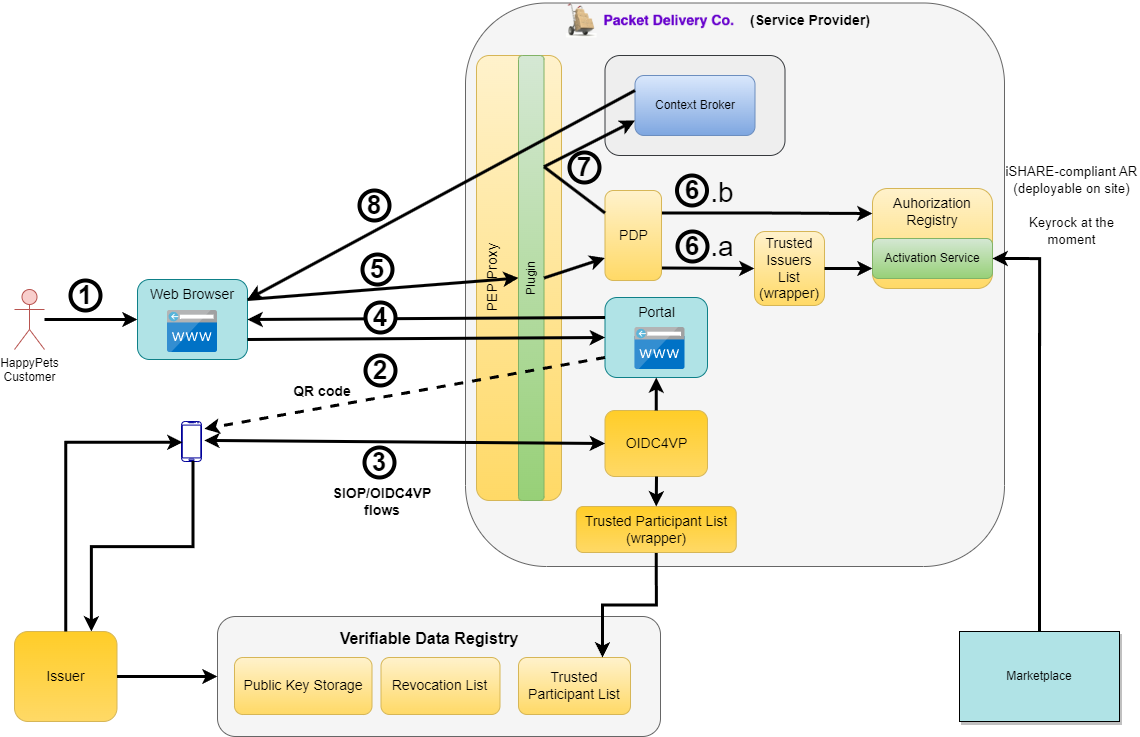 Packet Delivery Co. (Service Provider)
Context Broker
7
iSHARE-compliant AR
(deployable on site)
Keyrock at the
moment
8
6.b
Auhorization
Registry
PDP
6.a
Trusted
Issuers
List
(wrapper)
Activation Service
PEP Proxy
Plugin
5
1
Web Browser
WWW
4
Portal
WWW
HappyPets
Customer
2
QR code
OIDC4VP
3
SIOP/OIDC4VP
flows
Trusted Participant List
(wrapper)
Verifiable Data Registry
Issuer
Public Key Storage
Revocation List
Trusted
Participant List
Marketplace